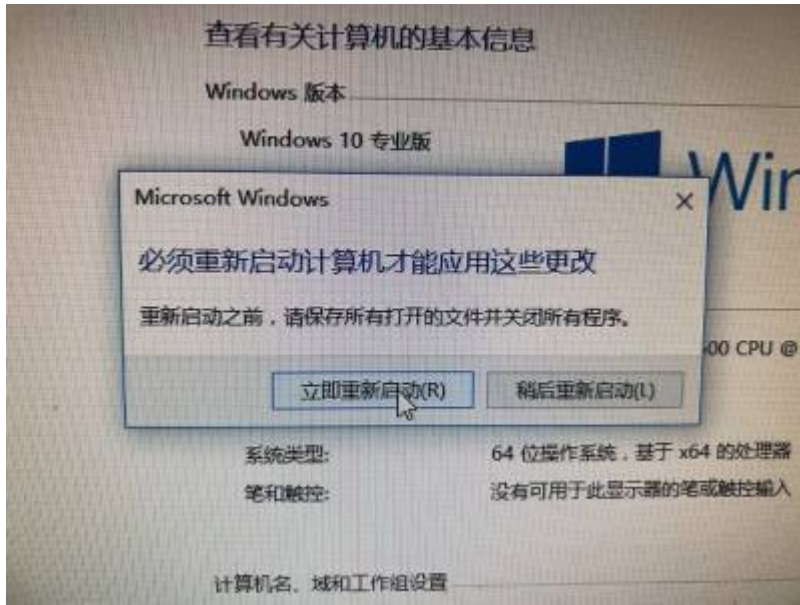 查看有关计算机的基本信息
Windows 版本
Windows 10 专业版
Microsoft Windows
必须重新启动计算机才能应用这些更改
重新启动之前，请保存所有打开的文件并关闭所有程序。
00 CPU @
立即重新启动(R) 稍后重新启动(L)
系统类型: 64 位操作系统，基于 x64 的处理器
笔和触控: 没有可用于此显示器的笔或触控输入
计算机名、域和工作组设置